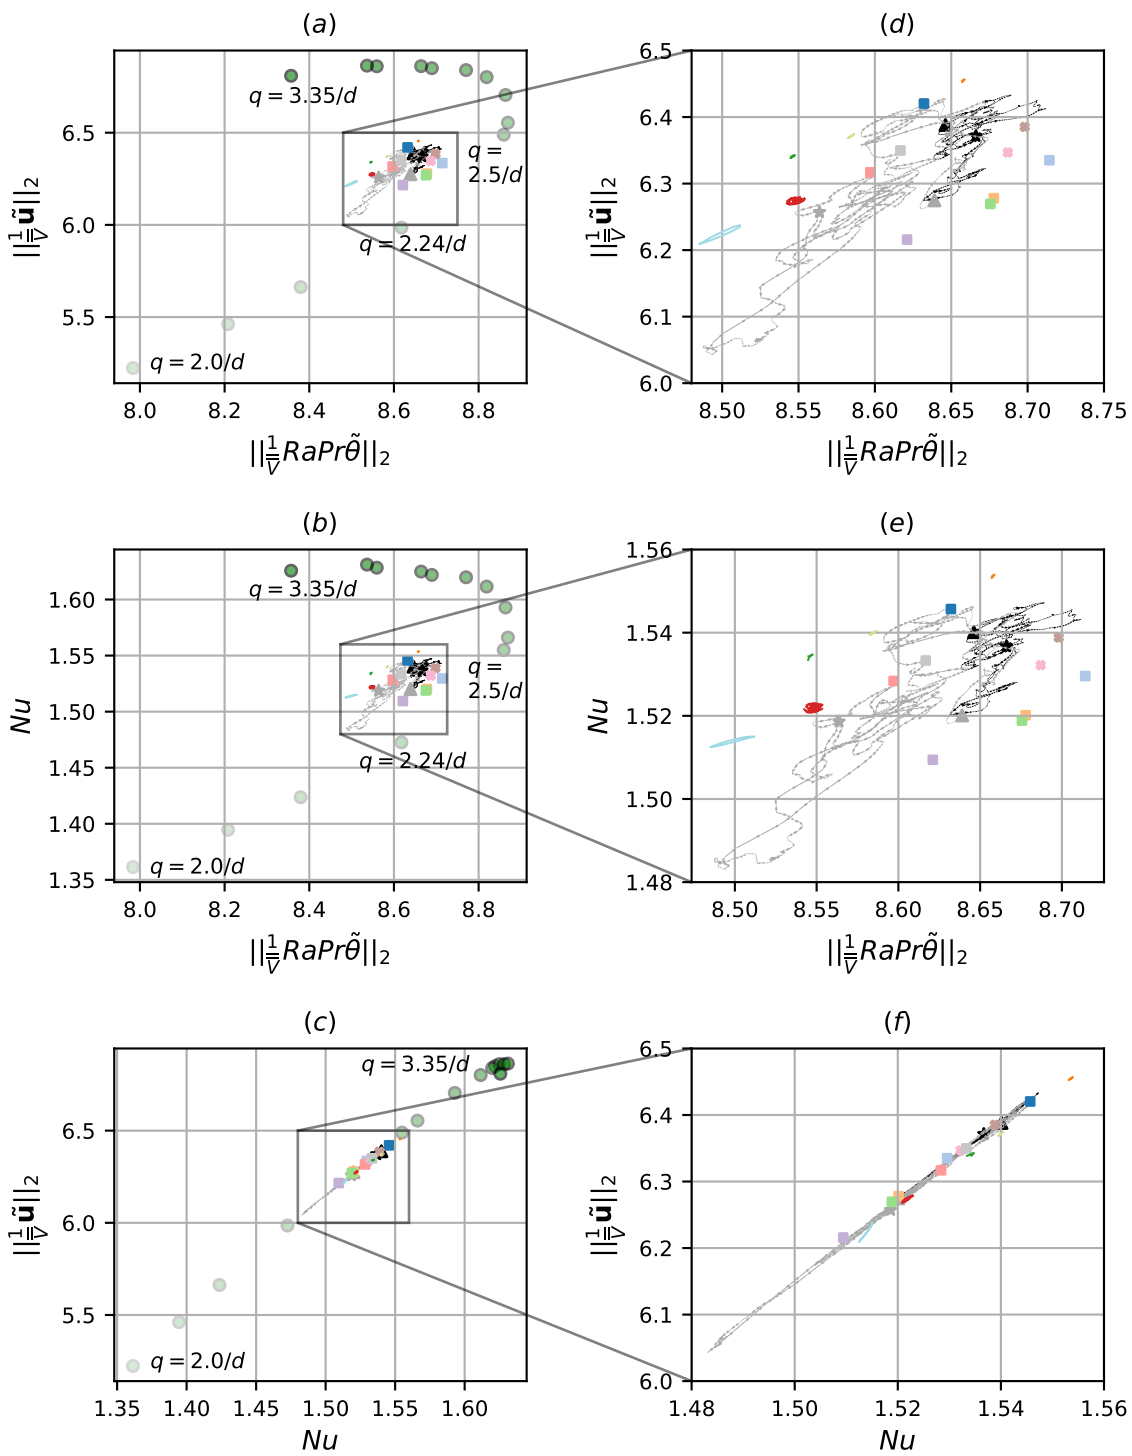 (a)
6.5
6.0
5.5
||1/V ũ||₂
q = 3.35/d
q =
2.5/d
q = 2.24/d
q = 2.0/d
8.0 8.2 8.4 8.6 8.8
||1/V RaPrθ̃||₂
(d)
6.5
6.4
6.3
6.2
6.1
6.0
||1/V ũ||₂
8.50 8.55 8.60 8.65 8.70 8.75
||1/V RaPrθ̃||₂
(b)
1.60
1.55
1.50
1.45
1.40
1.35
Nu
q = 3.35/d
q =
2.5/d
q = 2.24/d
q = 2.0/d
8.0 8.2 8.4 8.6 8.8
||1/V RaPrθ̃||₂
(e)
1.56
1.54
1.52
1.50
1.48
Nu
8.50 8.55 8.60 8.65 8.70
||1/V RaPrθ̃||₂
(c)
6.5
6.0
5.5
||1/V ũ||₂
q = 3.35/d
q = 2.0/d
1.35 1.40 1.45 1.50 1.55 1.60
Nu
(f)
6.5
6.4
6.3
6.2
6.1
6.0
||1/V ũ||₂
1.48 1.50 1.52 1.54 1.56
Nu